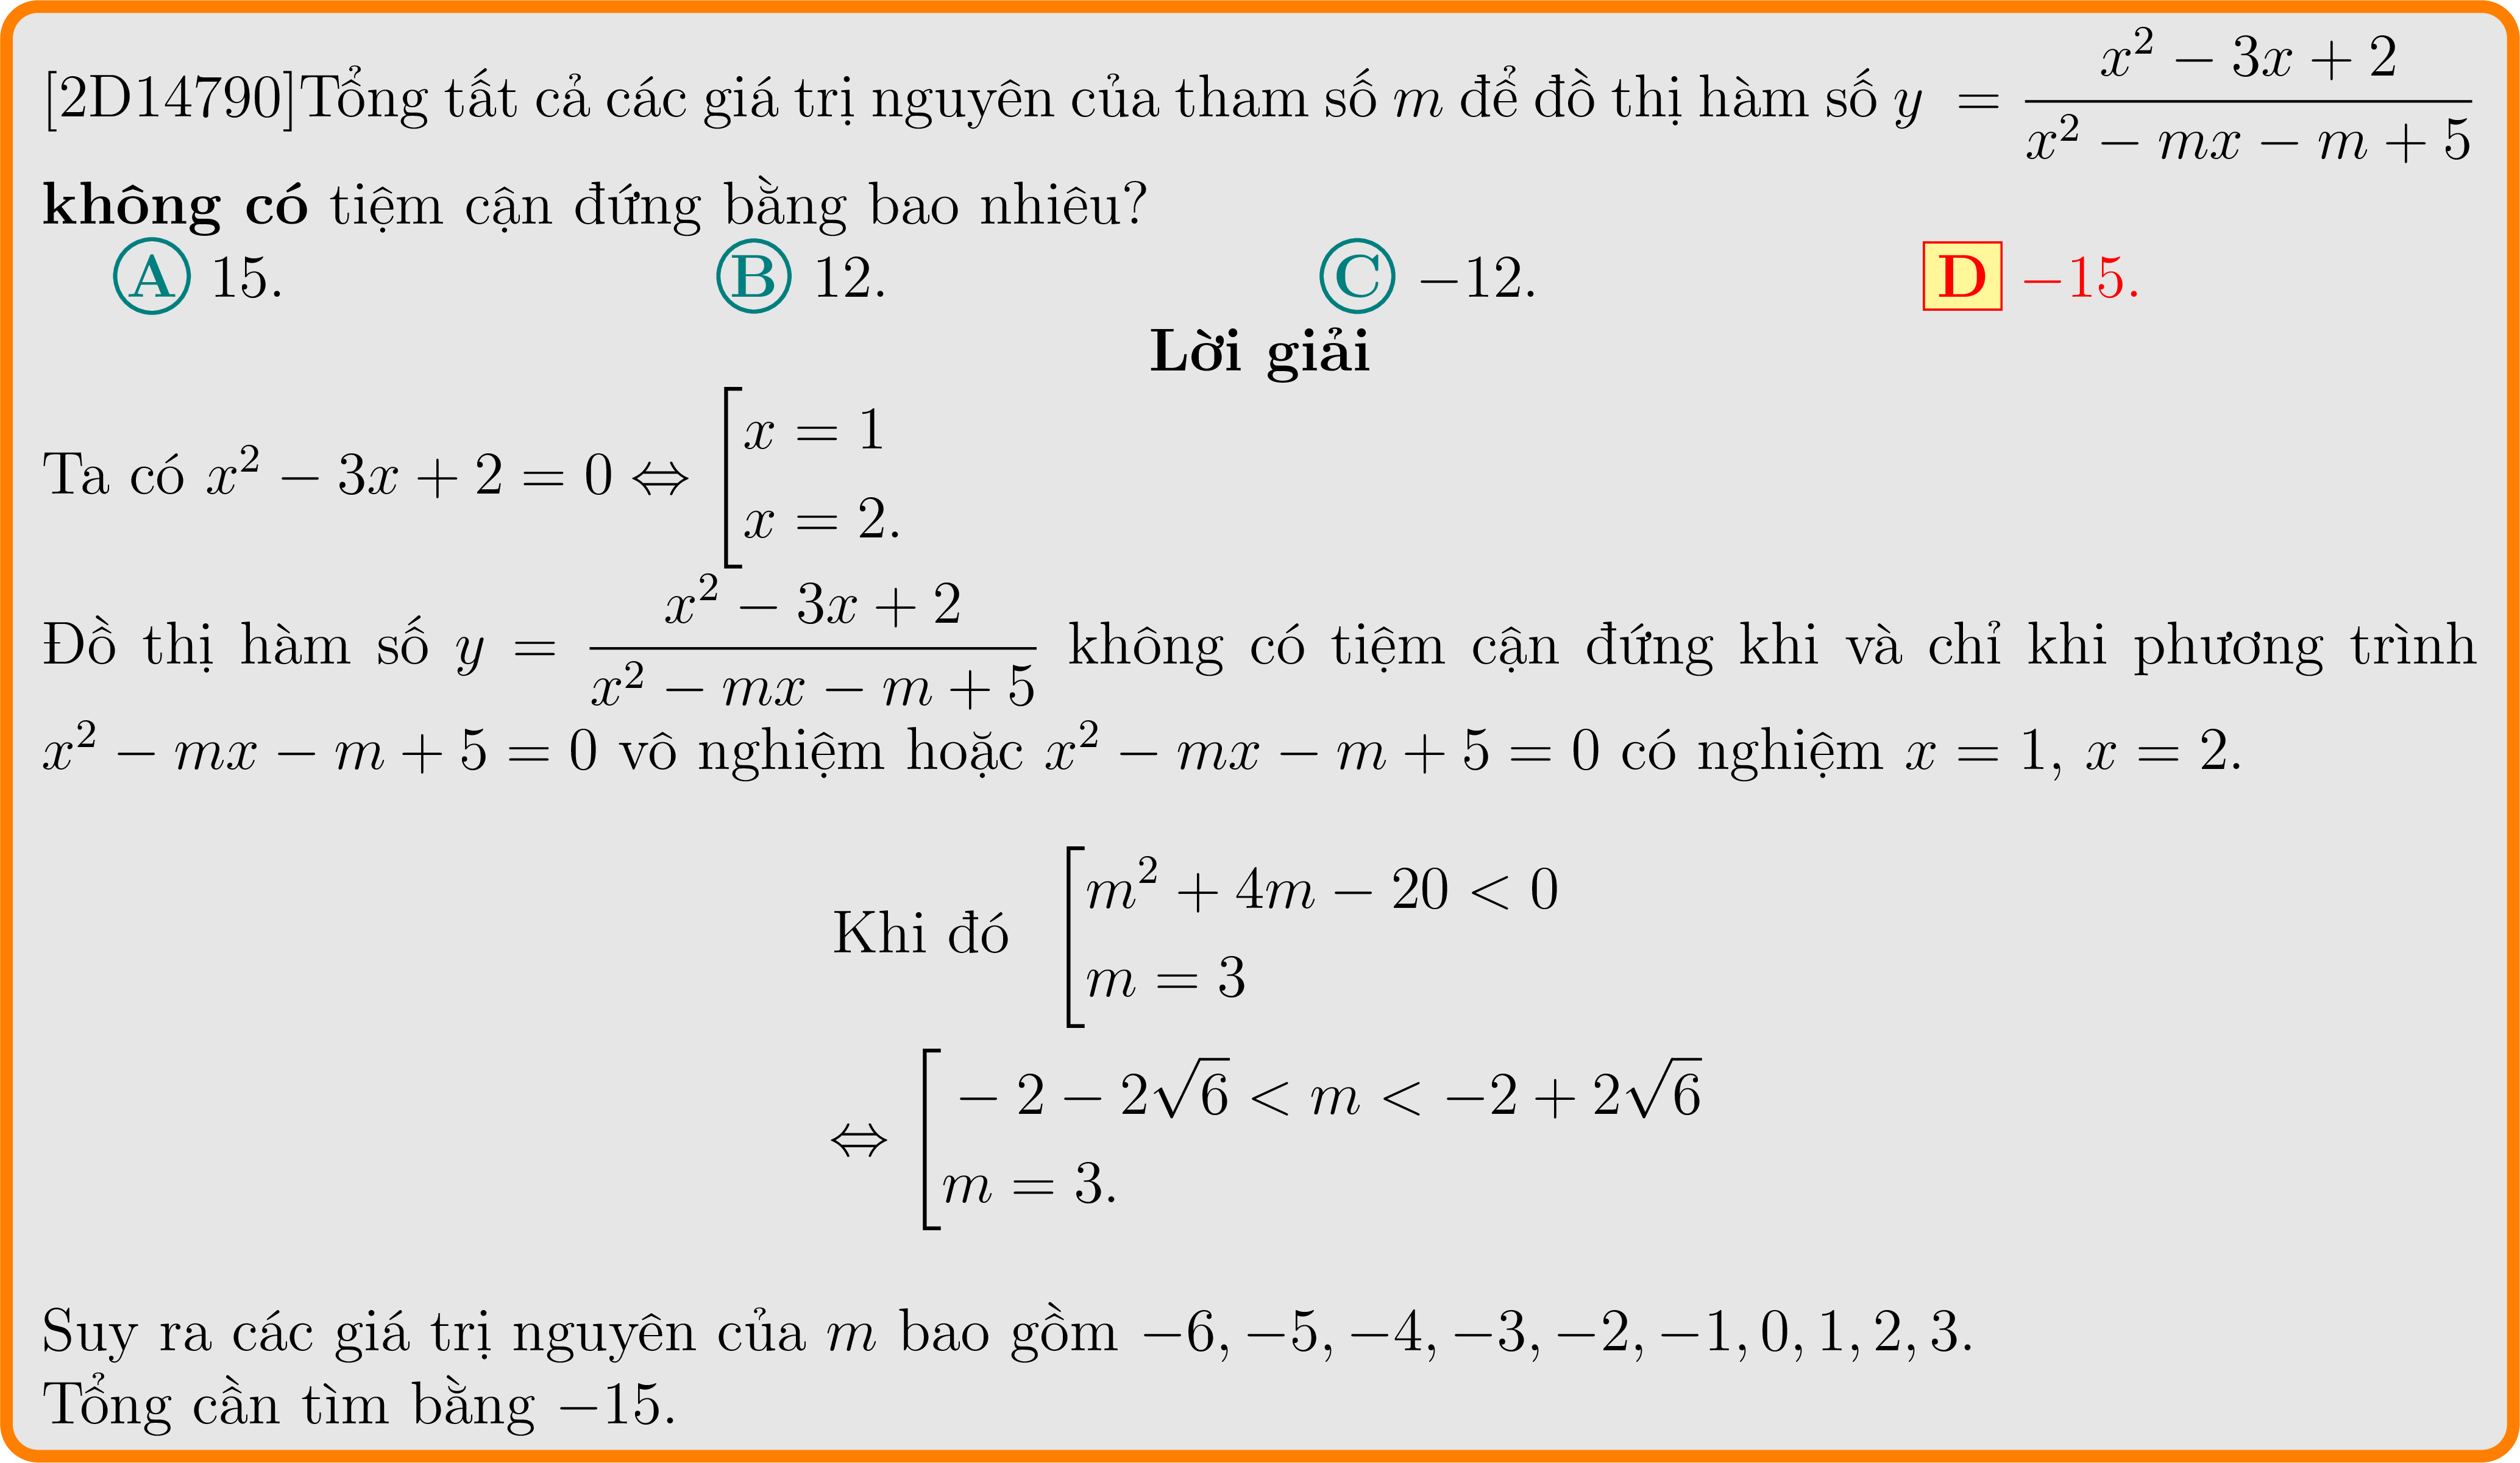 [2D14790]Tổng tất cả các giá trị nguyên của tham số $m$ để đồ thị hàm số $y = \dfrac{x^2 - 3x + 2}{x^2 - mx - m + 5}$
không có tiệm cận đứng bằng bao nhiêu?
A 15. B 12. C −12. D −15.
Lời giải
Ta có $x^2 - 3x + 2 = 0 \Leftrightarrow \left[\begin{array}{l} x = 1 \\ x = 2. \end{array}\right.$
Đồ thị hàm số $y = \dfrac{x^2 - 3x + 2}{x^2 - mx - m + 5}$ không có tiệm cận đứng khi và chỉ khi phương trình
$x^2 - mx - m + 5 = 0$ vô nghiệm hoặc $x^2 - mx - m + 5 = 0$ có nghiệm $x = 1$, $x = 2$.
Khi đó $\left[\begin{array}{l} m^2 + 4m - 20 < 0 \\ m = 3 \end{array}\right.$
$\Leftrightarrow \left[\begin{array}{l} -2 - 2\sqrt{6} < m < -2 + 2\sqrt{6} \\ m = 3. \end{array}\right.$
Suy ra các giá trị nguyên của $m$ bao gồm $-6, -5, -4, -3, -2, -1, 0, 1, 2, 3$.
Tổng cần tìm bằng $-15$.